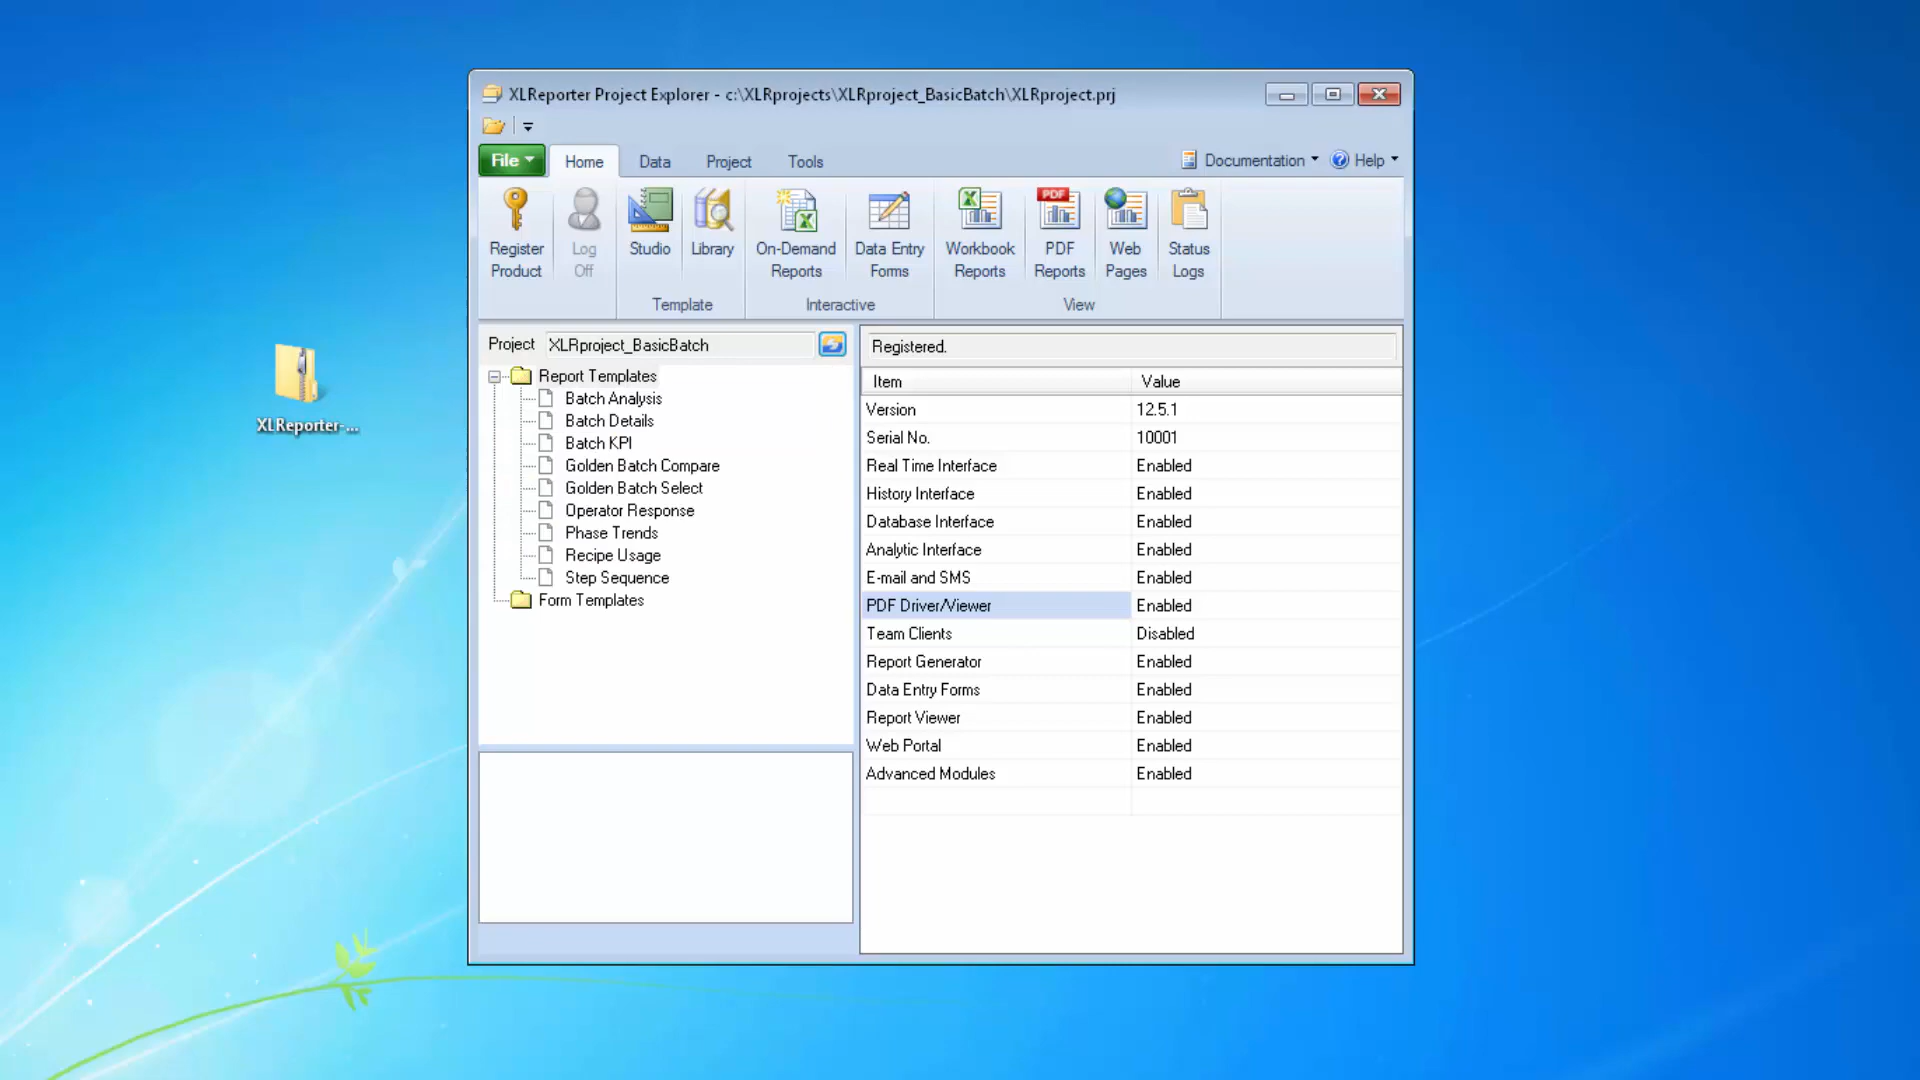 XLReporter Project Explorer - c:\XLRprojects\XLRproject_BasicBatch\XLRproject.prj
File Home Data Project Tools Documentation Help
Register Product
Log Off
Studio
Library
On-Demand Reports
Data Entry Forms
Workbook Reports
PDF
PDF Reports
Web Pages
Status Logs
Template Interactive View
Project XLRproject_BasicBatch
Report Templates
Batch Analysis
Batch Details
Batch KPI
Golden Batch Compare
Golden Batch Select
Operator Response
Phase Trends
Recipe Usage
Step Sequence
Form Templates
Registered.
Item Value
Version 12.5.1
Serial No. 10001
Real Time Interface Enabled
History Interface Enabled
Database Interface Enabled
Analytic Interface Enabled
E-mail and SMS Enabled
PDF Driver/Viewer Enabled
Team Clients Disabled
Report Generator Enabled
Data Entry Forms Enabled
Report Viewer Enabled
Web Portal Enabled
Advanced Modules Enabled
XLReporter-...